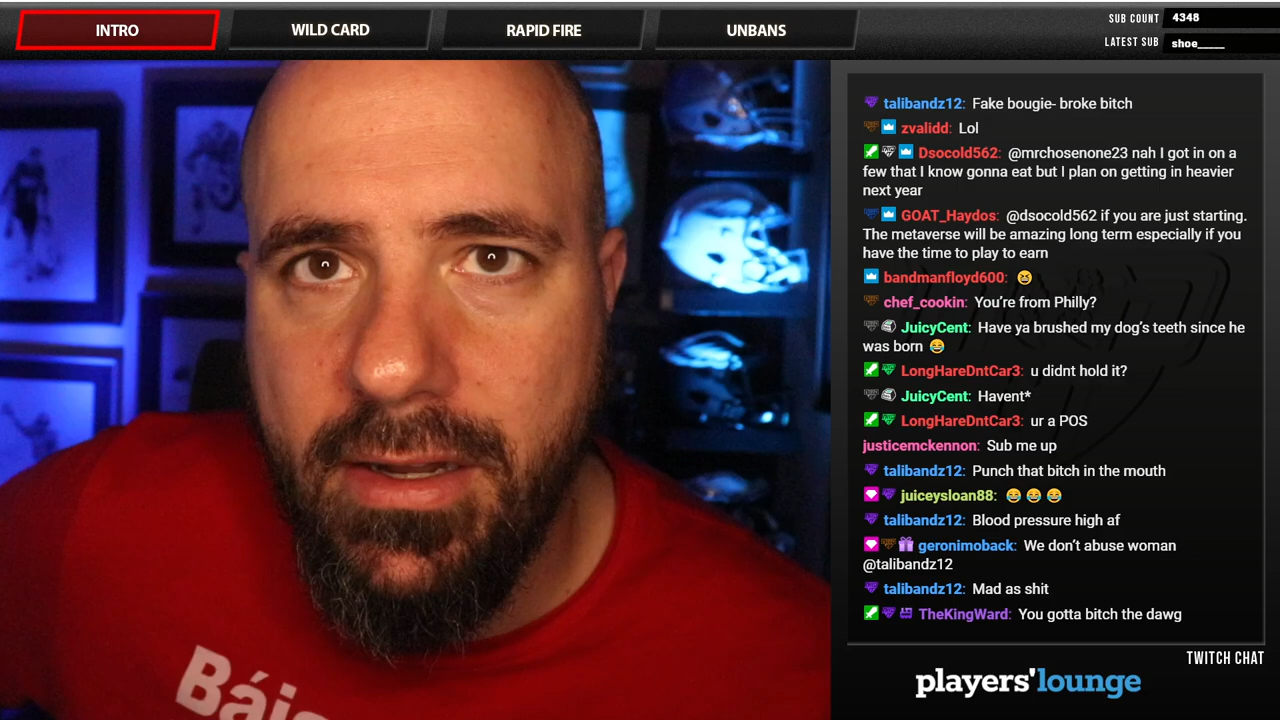 INTRO
WILD CARD
RAPID FIRE
UNBANS
SUB COUNT 4348
LATEST SUB shoe_____
talibandz12: Fake bougie- broke bitch
zvalidd: Lol
Dsocold562: @mrchosenone23 nah I got in on a
few that I know gonna eat but I plan on getting in heavier
next year
GOAT_Haydos: @dsocold562 if you are just starting.
The metaverse will be amazing long term especially if you
have the time to play to earn
bandmanfloyd600: 😆
chef_cookin: You're from Philly?
JuicyCent: Have ya brushed my dog's teeth since he
was born 😂
LongHareDntCar3: u didnt hold it?
JuicyCent: Havent*
LongHareDntCar3: ur a POS
justicemckennon: Sub me up
talibandz12: Punch that bitch in the mouth
juiceysloan88: 😂 😂 😂
talibandz12: Blood pressure high af
geronimoback: We don't abuse woman
@talibandz12
talibandz12: Mad as shit
TheKingWard: You gotta bitch the dawg
TWITCH CHAT
players'lounge
Báis